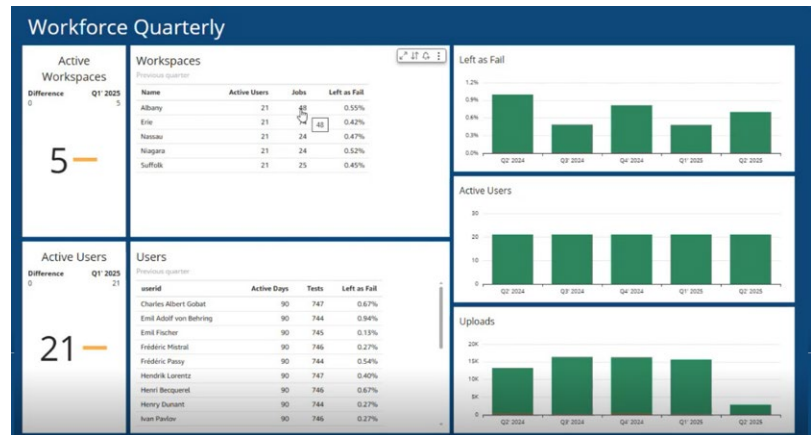 Workforce Quarterly
Active
Workspaces
Difference Q1' 2025
0 5
5
Workspaces
Previous quarter
Name Active Users Jobs Left as Fail
Albany 21 48 0.55%
Erie 21 0.42%
48
Nassau 21 24 0.47%
Niagara 21 24 0.52%
Suffolk 21 25 0.45%
Left as Fail
1.2%
0.9%
0.6%
0.3%
0.0%
Q2' 2024 Q3' 2024 Q4' 2024 Q1' 2025 Q2' 2025
Active Users
30
20
10
0
Q2' 2024 Q3' 2024 Q4' 2024 Q1' 2025 Q2' 2025
Active Users
Difference Q1' 2025
0 21
21
Users
Previous quarter
userid Active Days Tests Left as Fail
Charles Albert Gobat 90 747 0.67%
Emil Adolf von Behring 90 744 0.94%
Emil Fischer 90 745 0.13%
Frédéric Mistral 90 746 0.27%
Frédéric Passy 90 744 0.54%
Hendrik Lorentz 90 747 0.40%
Henri Becquerel 90 746 0.67%
Henry Dunant 90 744 0.27%
Ivan Pavlov 90 746 0.27%
Uploads
20K
15K
10K
5K
0
Q2' 2024 Q3' 2024 Q4' 2024 Q1' 2025 Q2' 2025